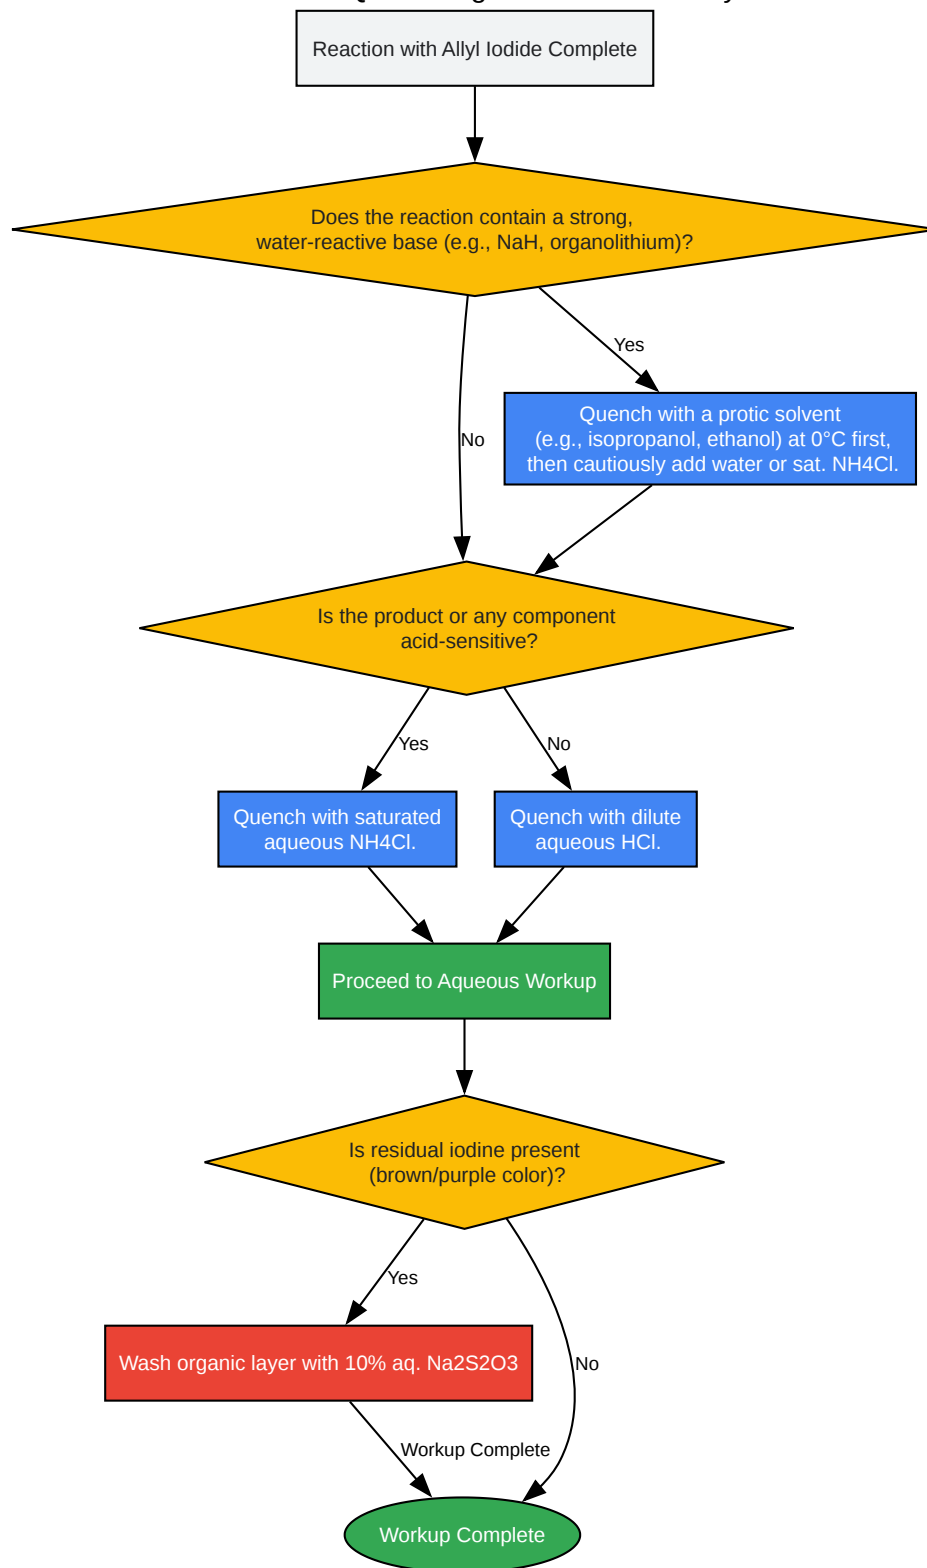 Reaction with Allyl Iodide Complete
Does the reaction contain a strong,
water-reactive base (e.g., NaH, organolithium)?
Yes
No
Quench with a protic solvent
(e.g., isopropanol, ethanol) at 0°C first,
then cautiously add water or sat. NH4Cl.
Is the product or any component
acid-sensitive?
Yes
No
Quench with saturated
aqueous NH4Cl.
Quench with dilute
aqueous HCl.
Proceed to Aqueous Workup
Is residual iodine present
(brown/purple color)?
Yes
No
Wash organic layer with 10% aq. Na2S2O3
Workup Complete
Workup Complete